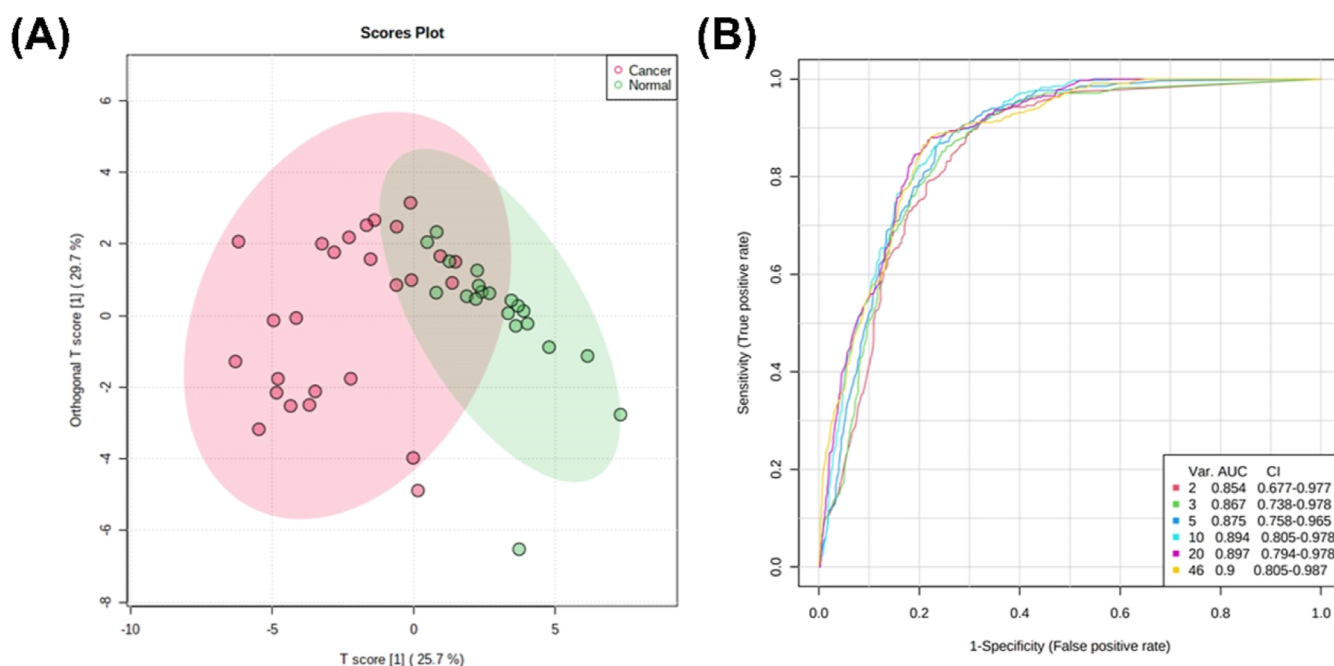 (A)
Scores Plot
Cancer
Normal
6
4
2
0
-2
-4
-6
-8
Orthogonal T score [1] ( 29.7 %)
-10
-5
0
5
T score [1] ( 25.7 %)
(B)
1.0
0.8
0.6
0.4
0.2
0.0
Sensitivity (True positive rate)
Var. AUC CI
2 0.854 0.677-0.977
3 0.867 0.738-0.978
5 0.875 0.758-0.965
10 0.894 0.805-0.978
20 0.897 0.794-0.978
46 0.9 0.805-0.987
0.0
0.2
0.4
0.6
0.8
1.0
1-Specificity (False positive rate)